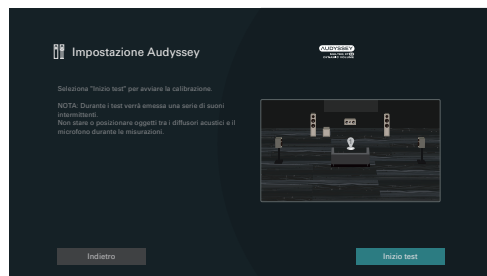 Impostazione Audyssey
AUDYSSEY
Seleziona "Inizio test" per avviare la calibrazione.
NOTA: Durante i test verrà emessa una serie di suoni
intermittenti.
Non stare o posizionare oggetti tra i diffusori acustici e il
microfono durante le misurazioni.
Indietro
Inizio test